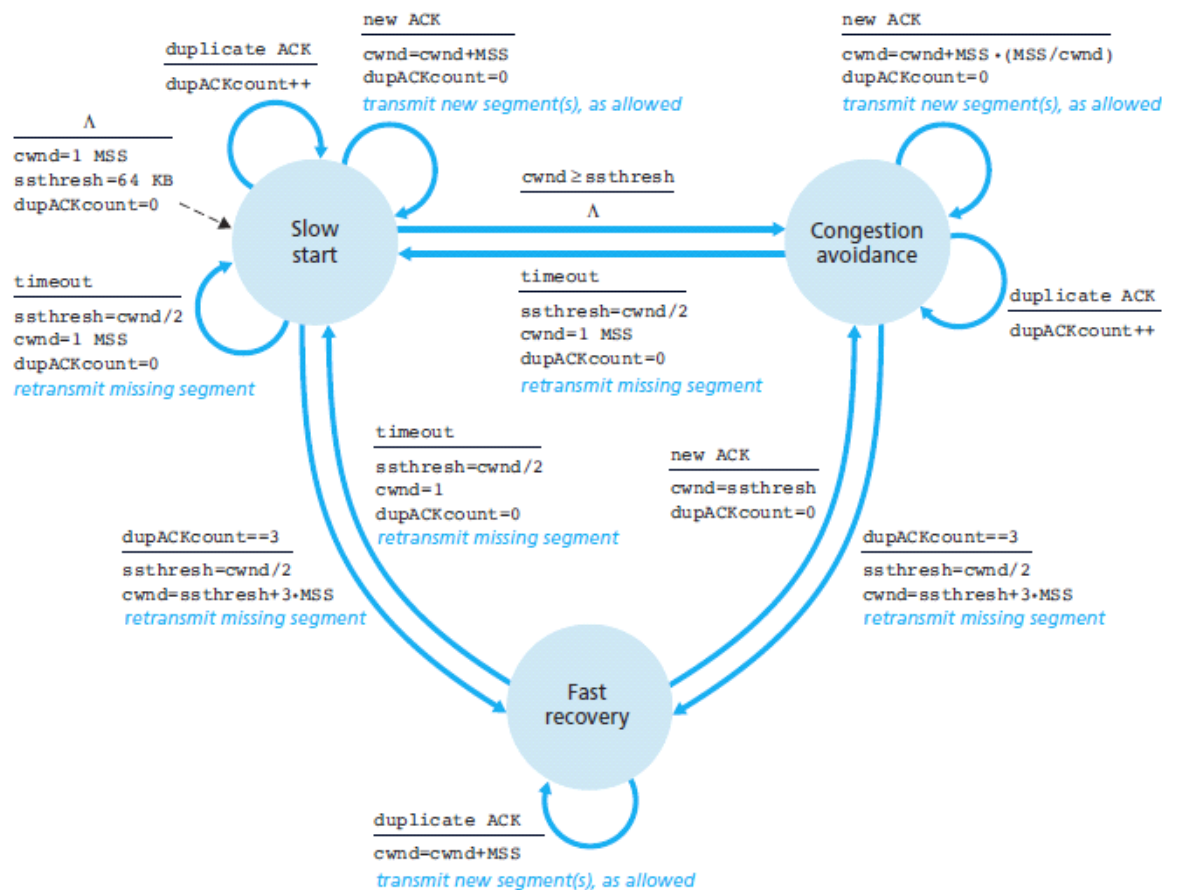 new ACK
cwnd=cwnd+MSS
dupACKcount=0
transmit new segment(s), as allowed
new ACK
cwnd=cwnd+MSS•(MSS/cwnd)
dupACKcount=0
transmit new segment(s), as allowed
duplicate ACK
dupACKcount++
Λ
cwnd=1 MSS
ssthresh=64 KB
dupACKcount=0
cwnd≥ssthresh
Λ
Slow
start
Congestion
avoidance
timeout
ssthresh=cwnd/2
cwnd=1 MSS
dupACKcount=0
retransmit missing segment
timeout
ssthresh=cwnd/2
cwnd=1 MSS
dupACKcount=0
retransmit missing segment
duplicate ACK
dupACKcount++
timeout
ssthresh=cwnd/2
cwnd=1
dupACKcount=0
retransmit missing segment
new ACK
cwnd=ssthresh
dupACKcount=0
dupACKcount==3
ssthresh=cwnd/2
cwnd=ssthresh+3•MSS
retransmit missing segment
dupACKcount==3
ssthresh=cwnd/2
cwnd=ssthresh+3•MSS
retransmit missing segment
Fast
recovery
duplicate ACK
cwnd=cwnd+MSS
transmit new segment(s), as allowed